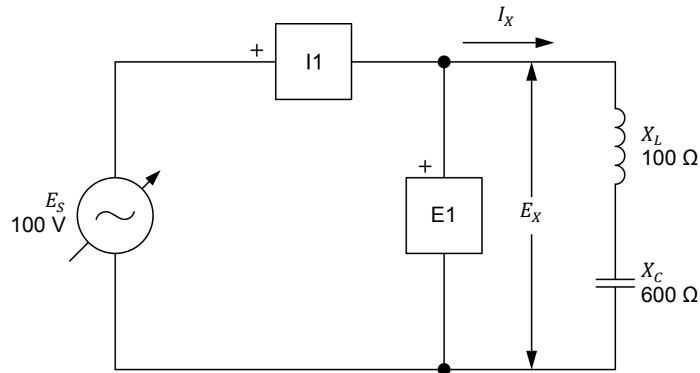 I_X
+
I1
+
E1
E_S
100 V
E_X
X_L
100 Ω
X_C
600 Ω